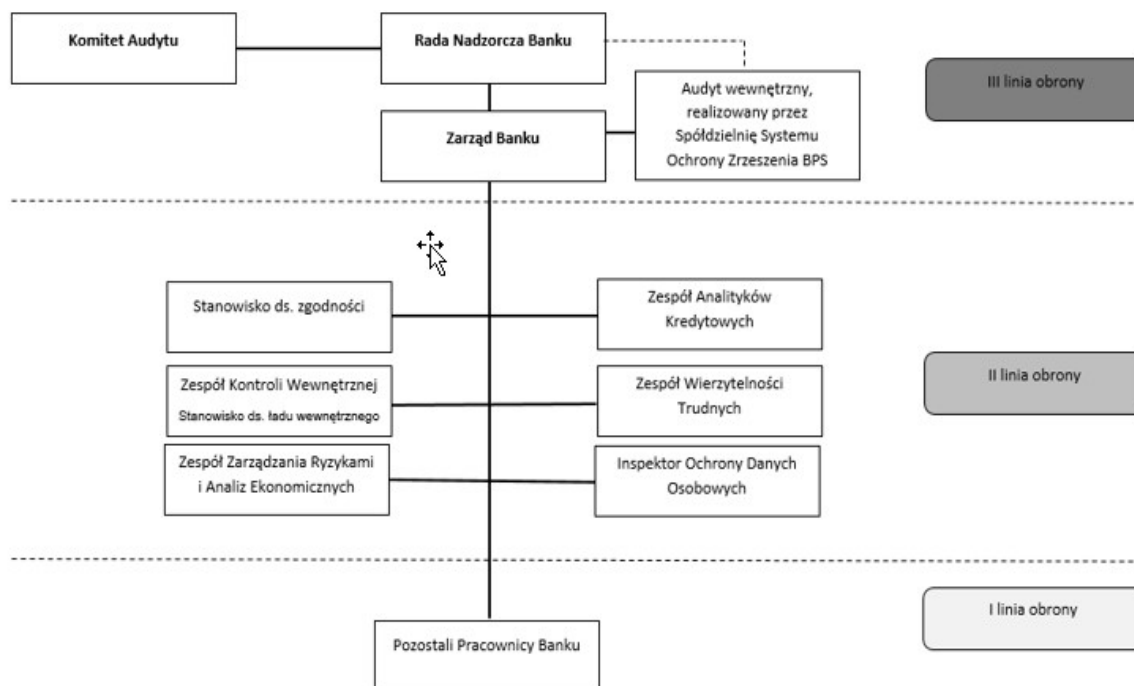 Komitet Audytu
Rada Nadzorcza Banku
Audyt wewnętrzny,
realizowany przez
Spółdzielnię Systemu
Ochrony Zrzeszenia BPS
III linia obrony
Zarząd Banku
Stanowisko ds. zgodności
Zespół Analityków
Kredytowych
Zespół Kontroli Wewnętrznej
Stanowisko ds. ładu wewnętrznego
Zespół Wierzytelności
Trudnych
II linia obrony
Zespół Zarządzania Ryzykami
i Analiz Ekonomicznych
Inspektor Ochrony Danych
Osobowych
I linia obrony
Pozostali Pracownicy Banku